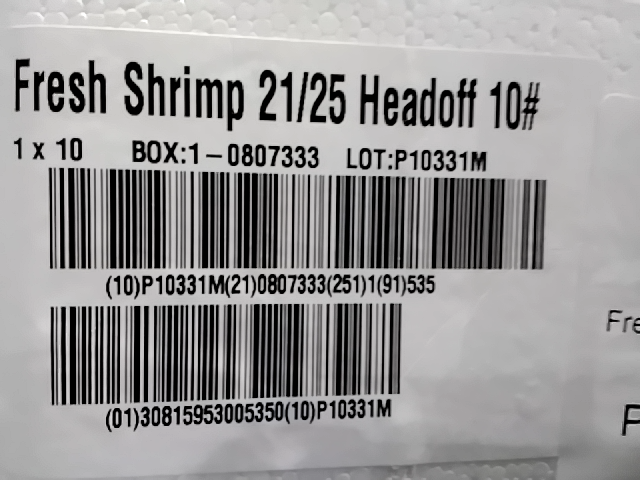 Fresh Shrimp 21/25 Headoff 10#
1 x 10 BOX:1-0807333 LOT:P10331M
(10)P10331M(21)0807333(251)1(91)535
(01)30815953005350(10)P10331M